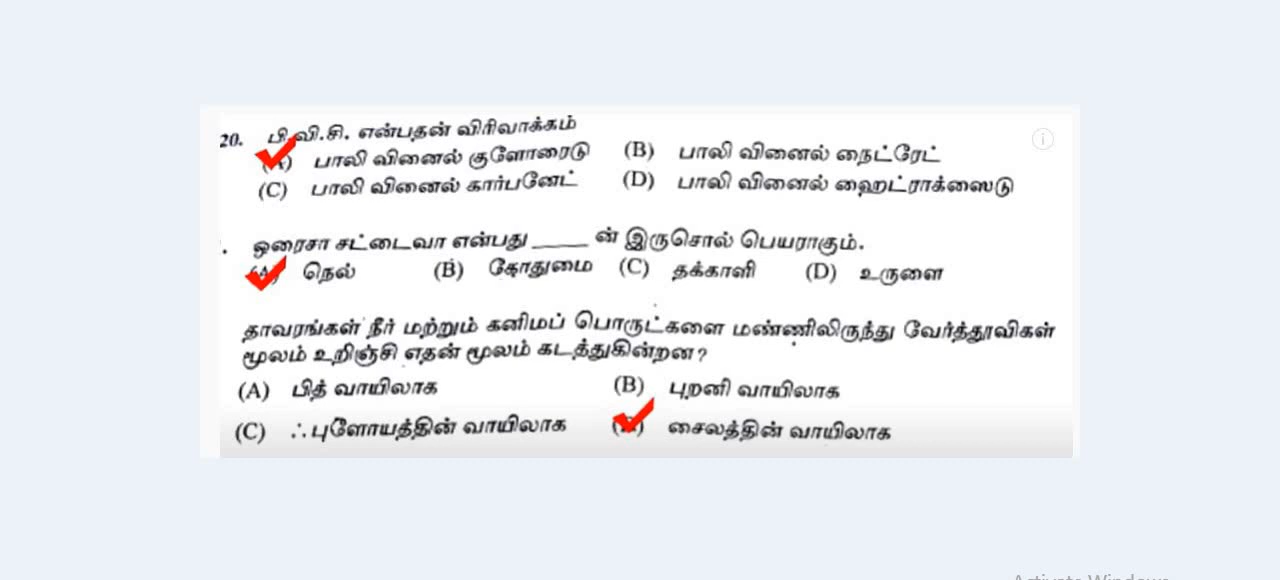 20. பி.வி.சி. என்பதன் விரிவாக்கம்
(A) பாலி வினைல் குளோரைடு (B) பாலி வினைல் நைட்ரேட்
(C) பாலி வினைல் கார்பனேட் (D) பாலி வினைல் ஹைட்ராக்ஸைடு
. ஒரைசா சட்டைவா என்பது _____ ன் இருசொல் பெயராகும்.
(A) நெல் (B) கோதுமை (C) தக்காளி (D) உருளை
தாவரங்கள் நீர் மற்றும் கனிமப் பொருட்களை மண்ணிலிருந்து வேர்த்தூவிகள்
மூலம் உறிஞ்சி எதன் மூலம் கடத்துகின்றன?
(A) பித் வாயிலாக (B) புறணி வாயிலாக
(C) ஃபுளோயத்தின் வாயிலாக (D) சைலத்தின் வாயிலாக